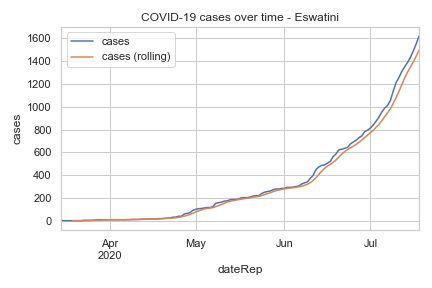 COVID-19 cases over time - Eswatini
cases
cases (rolling)
1600
1400
1200
1000
800
600
400
200
0
cases
Apr
2020
May
Jun
Jul
dateRep